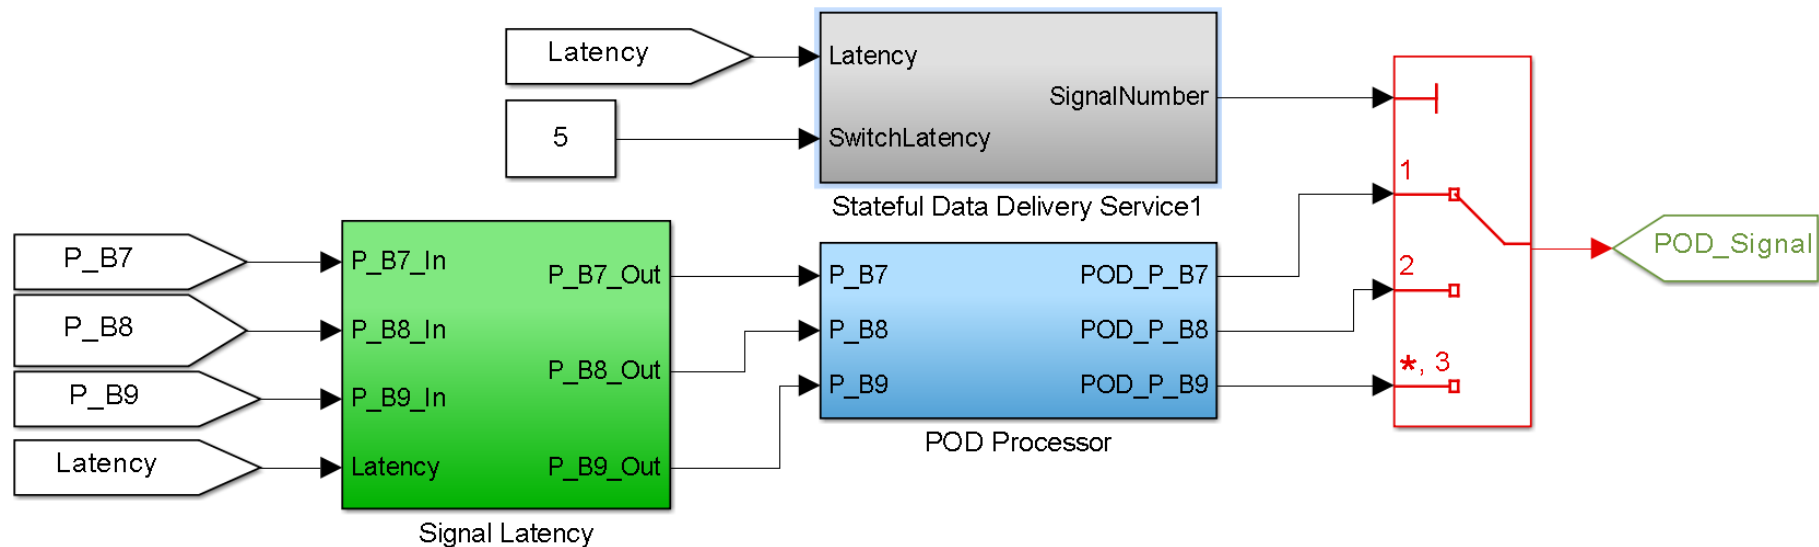 Latency
5
Latency
SwitchLatency
SignalNumber
Stateful Data Delivery Service1
P_B7
P_B8
P_B9
Latency
P_B7_In
P_B8_In
P_B9_In
Latency
P_B7_Out
P_B8_Out
P_B9_Out
Signal Latency
P_B7
P_B8
P_B9
POD_P_B7
POD_P_B8
POD_P_B9
POD Processor
1
2
*, 3
POD_Signal